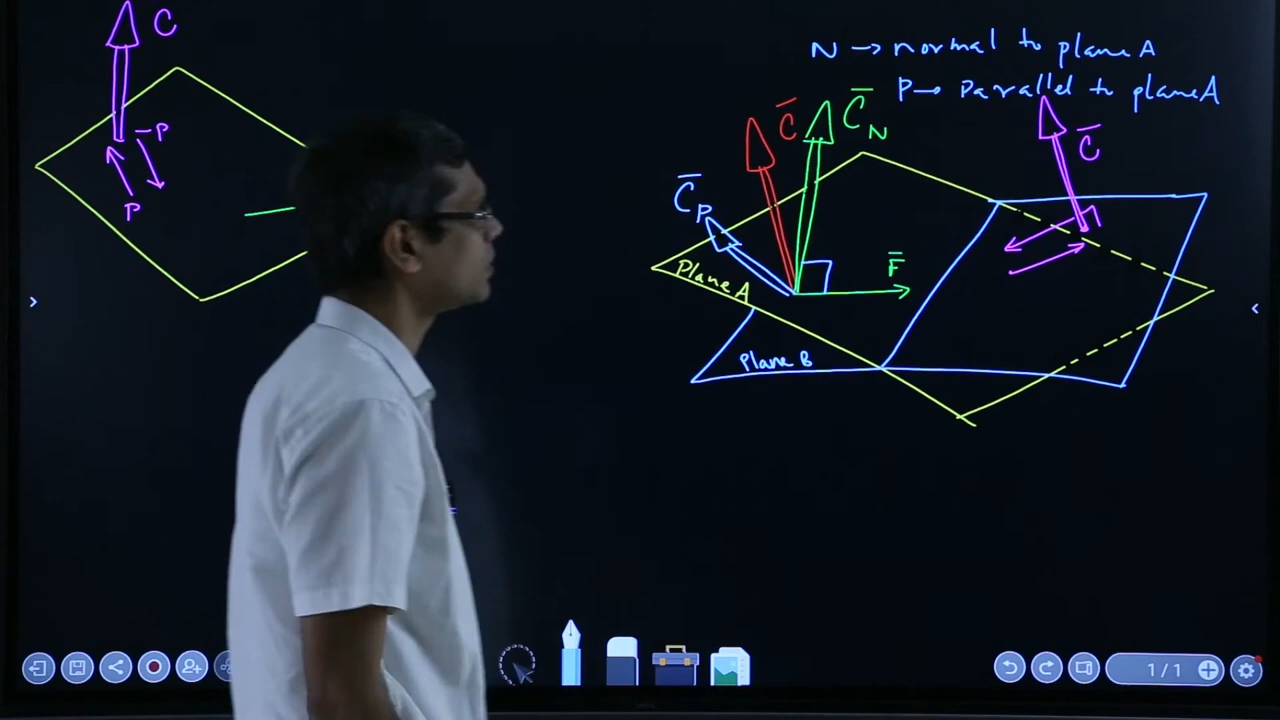 C
-P
P
N → normal to plane A
P → parallel to plane A
C̅
C̅N
C̅
C̅P
F̅
Plane A
Plane B
1/1